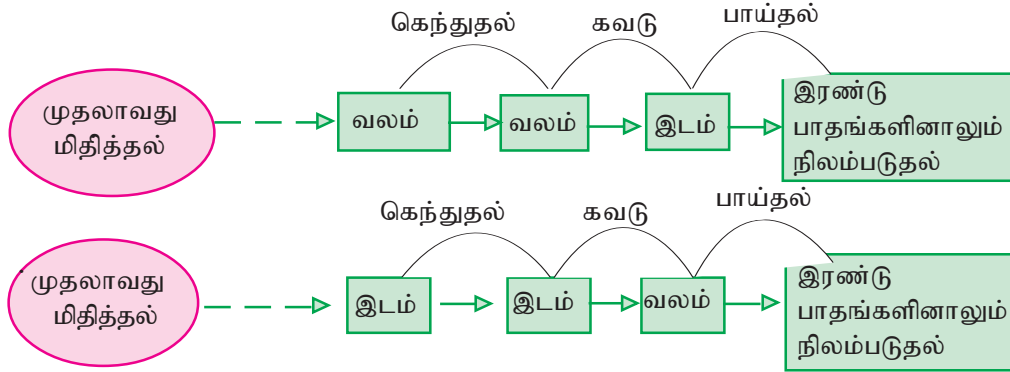 கெந்துதல் கவடு பாய்தல்
முதலாவது
மிதித்தல்
வலம் வலம் இடம்
இரண்டு
பாதங்களினாலும்
நிலம்படுதல்
கெந்துதல் கவடு பாய்தல்
முதலாவது
மிதித்தல்
இடம் இடம் வலம்
இரண்டு
பாதங்களினாலும்
நிலம்படுதல்